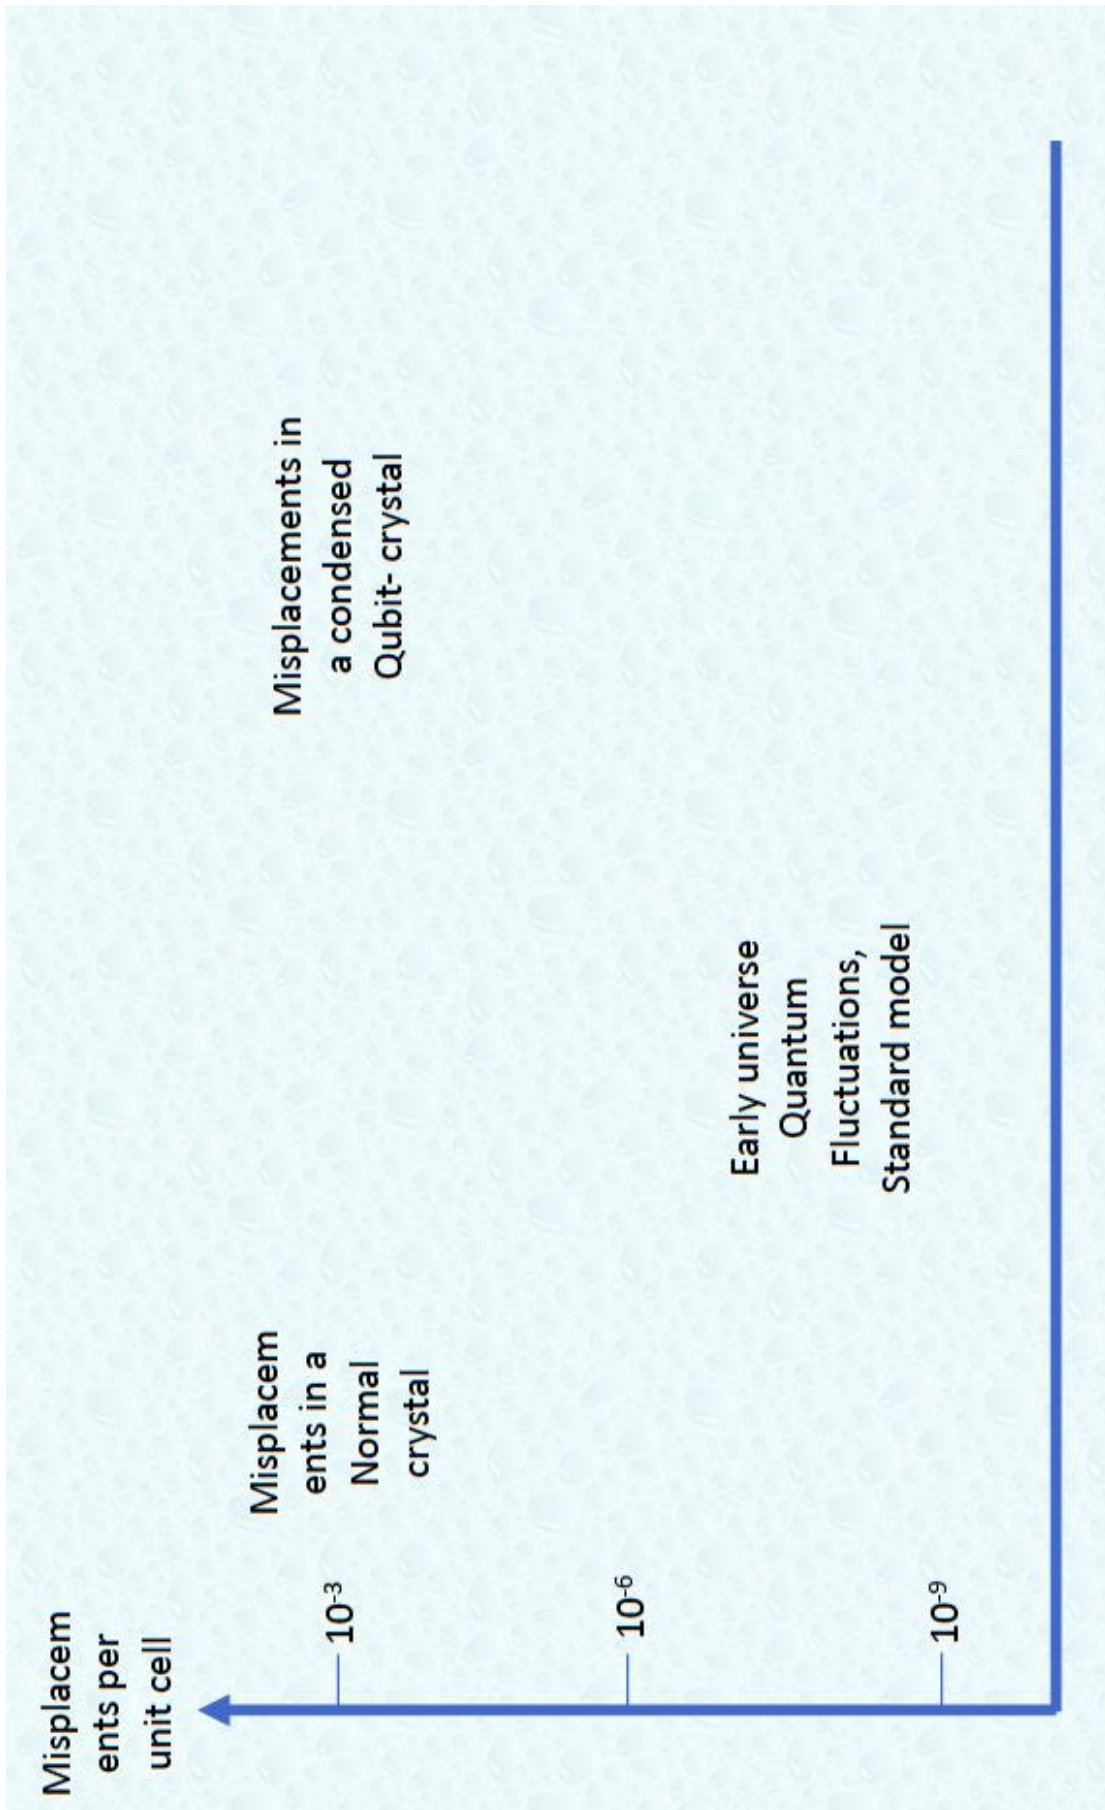 Misplacem
ents per
unit cell
10-3
10-6
10-9
Misplacem
ents in a
Normal
crystal
Early universe
Quantum
Fluctuations,
Standard model
Misplacements in
a condensed
Qubit- crystal